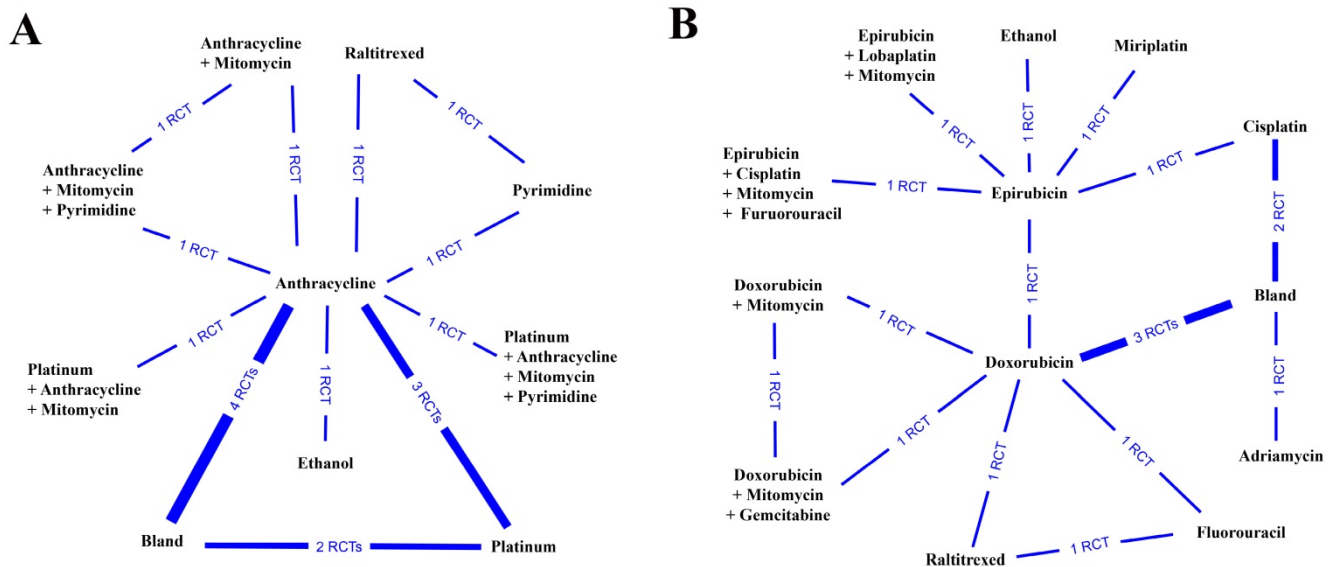 A
Anthracycline
+ Mitomycin
Raltitrexed
1 RCT
1 RCT
1 RCT
1 RCT
Anthracycline
+ Mitomycin
+ Pyrimidine
Pyrimidine
1 RCT
1 RCT
Anthracycline
1 RCT
1 RCT
Platinum
+ Anthracycline
+ Mitomycin
4 RCTs
1 RCT
3 RCTs
Platinum
+ Anthracycline
+ Mitomycin
+ Pyrimidine
Ethanol
Bland
2 RCTs
Platinum
B
Epirubicin
+ Lobaplatin
+ Mitomycin
Ethanol
Miriplatin
1 RCT
1 RCT
1 RCT
Cisplatin
Epirubicin
+ Cisplatin
+ Mitomycin
+ Furuorouracil
1 RCT
Epirubicin
1 RCT
2 RCT
1 RCT
Doxorubicin
+ Mitomycin
Bland
1 RCT
3 RCTs
Doxorubicin
1 RCT
1 RCT
1 RCT
1 RCT
1 RCT
Doxorubicin
+ Mitomycin
+ Gemcitabine
Adriamycin
Raltitrexed
1 RCT
Fluorouracil